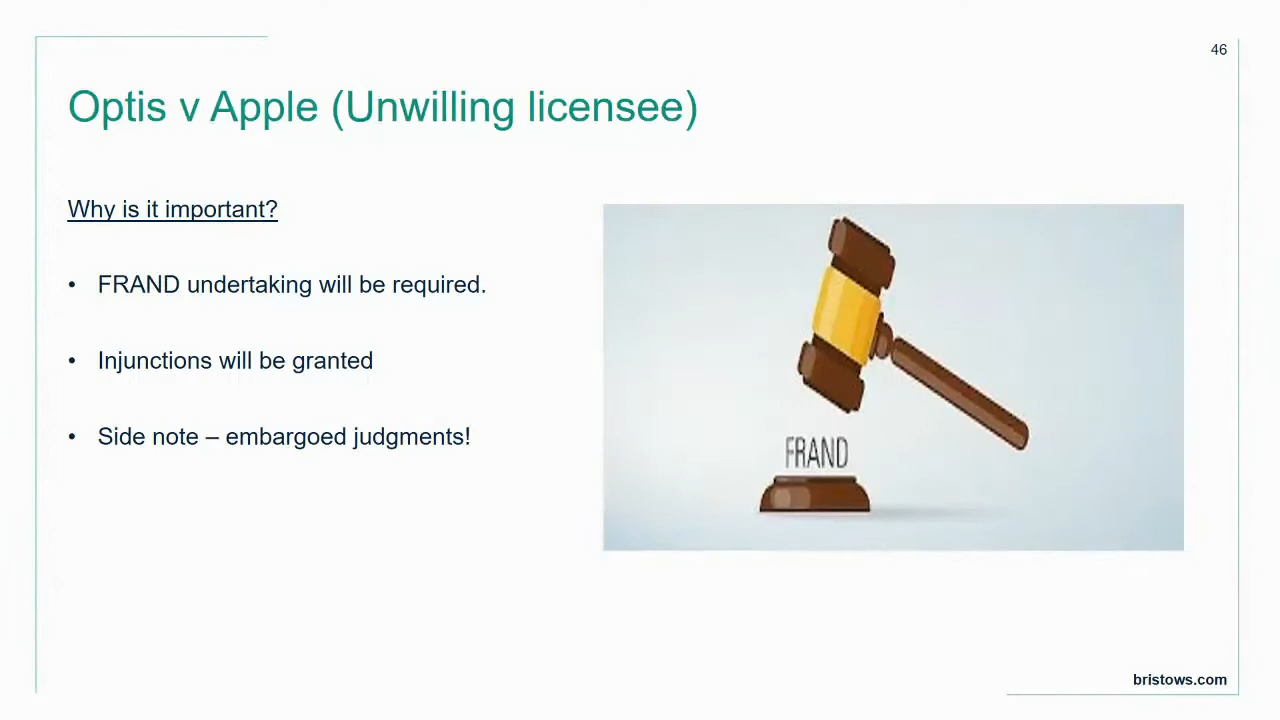 46
Optis v Apple (Unwilling licensee)
Why is it important?
• FRAND undertaking will be required.
• Injunctions will be granted
• Side note – embargoed judgments!
FRAND
bristows.com